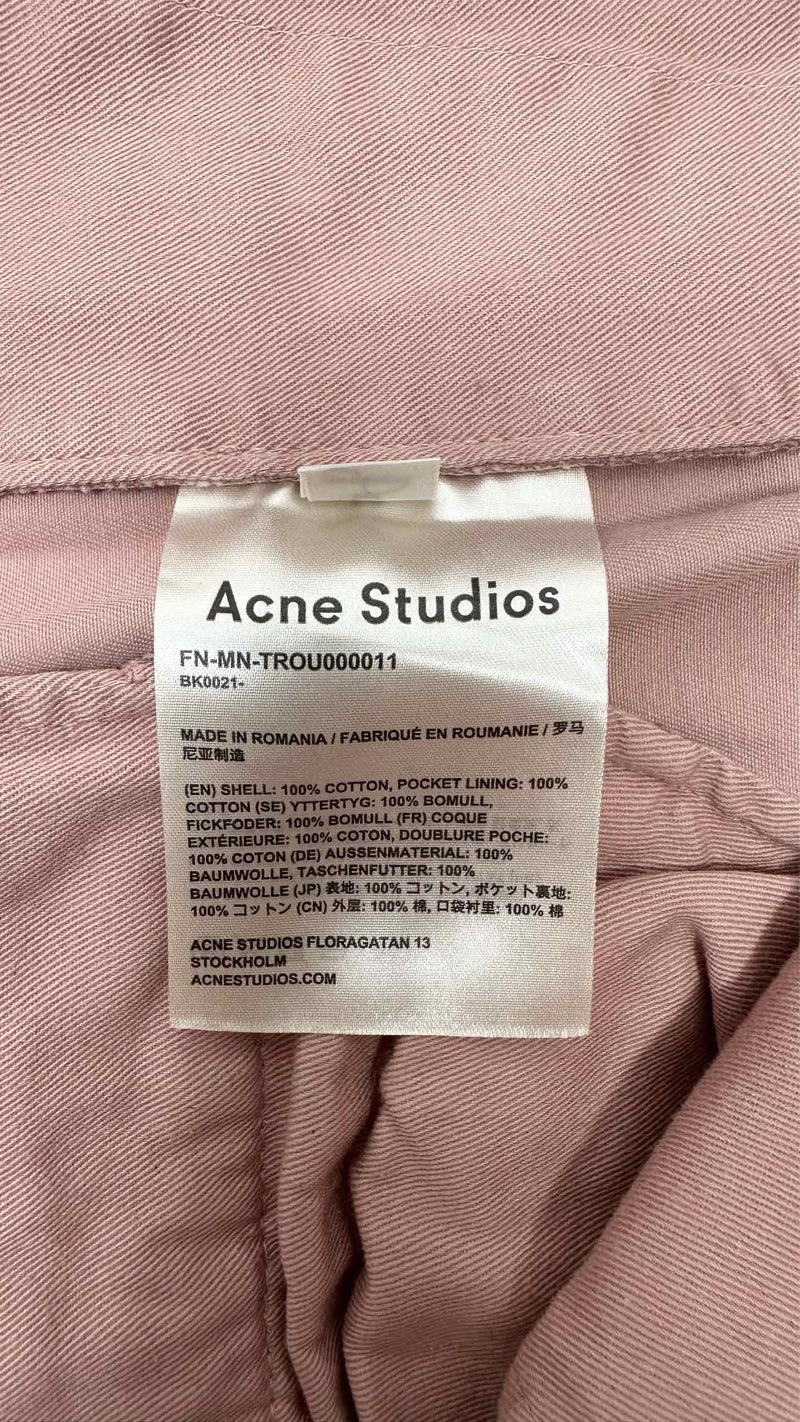 Acne Studios
FN-MN-TROU000011
BK0021-
MADE IN ROMANIA / FABRIQUÉ EN ROUMANIE / 罗马
尼亚制造
(EN) SHELL: 100% COTTON, POCKET LINING: 100%
COTTON (SE) YTTERTYG: 100% BOMULL,
FICKFODER: 100% BOMULL (FR) COQUE
EXTÉRIEURE: 100% COTON, DOUBLURE POCHE:
100% COTON (DE) AUSSENMATERIAL: 100%
BAUMWOLLE, TASCHENFUTTER: 100%
BAUMWOLLE (JP) 表地: 100% コットン, ポケット裏地:
100% コットン (CN) 外层: 100% 棉, 口袋衬里: 100% 棉
ACNE STUDIOS FLORAGATAN 13
STOCKHOLM
ACNESTUDIOS.COM